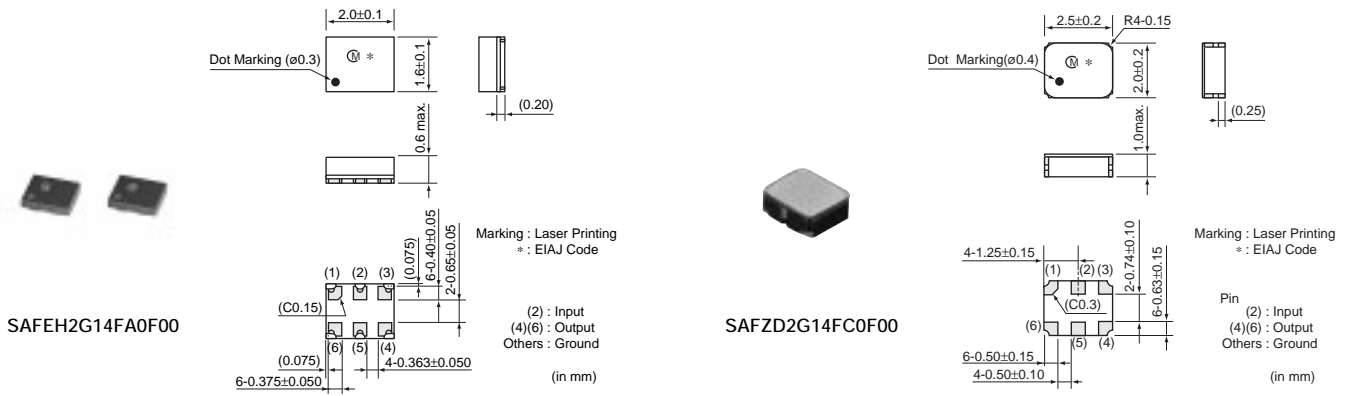 2.0±0.1
Dot Marking (ø0.3)
M *
1.6±0.1
(0.20)
0.6 max.
Marking : Laser Printing
* : EIAJ Code
(0.075)
6-0.40±0.05
2-0.65±0.05
(1) (2) (3)
(C0.15)
SAFEH2G14FA0F00
(2) : Input
(4)(6) : Output
Others : Ground
(6) (5) (4)
(0.075)
4-0.363±0.050
6-0.375±0.050
(in mm)
2.5±0.2
R4-0.15
Dot Marking(ø0.4)
M *
2.0±0.2
(0.25)
1.0max.
Marking : Laser Printing
* : EIAJ Code
4-1.25±0.15
(1) (2) (3)
2-0.74±0.10
6-0.63±0.15
(C0.3)
SAFZD2G14FC0F00
Pin
(2) : Input
(4)(6) : Output
Others : Ground
(6)
(5) (4)
6-0.50±0.15
4-0.50±0.10
(in mm)